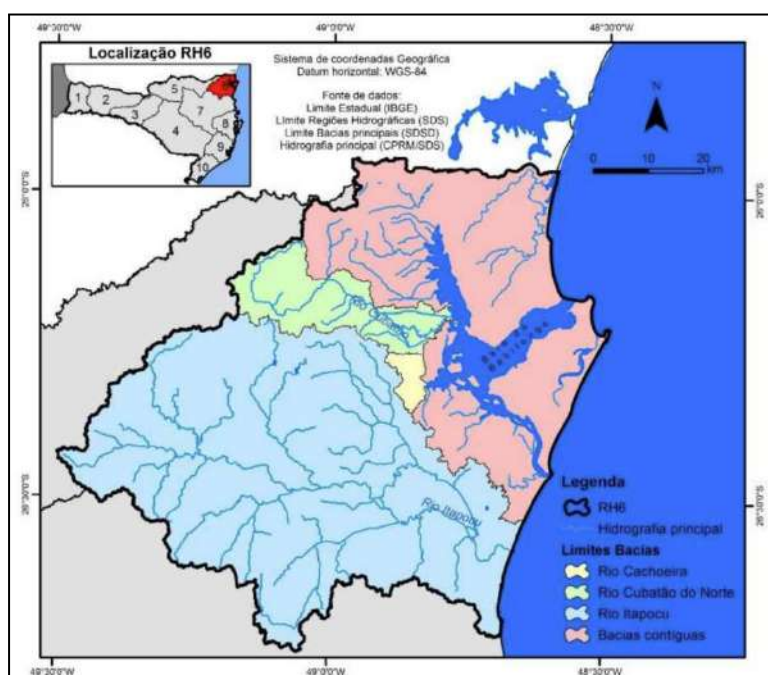 49°30'0"W
49°0'0"W
48°30'0"W
Localização RH6
1
2
3
4
5
7
8
9
10
Sistema de coordenadas Geográfica
Datum horizontal: WGS-84
Fonte de dados:
Limite Estadual (IBGE)
Limite Regiões Hidrográficas (SDS)
Limite Bacias principais (SDSD)
Hidrografia principal (CPRM/SDS)
N
0
10
20
km
26°0'0"S
26°0'0"S
Rio Cubatão
Rio Itapocu
26°30'0"S
26°30'0"S
Legenda
RH6
Hidrografia principal
Limites Bacias
Rio Cachoeira
Rio Cubatão do Norte
Rio Itapocu
Bacias contíguas
49°30'0"W
49°0'0"W
48°30'0"W